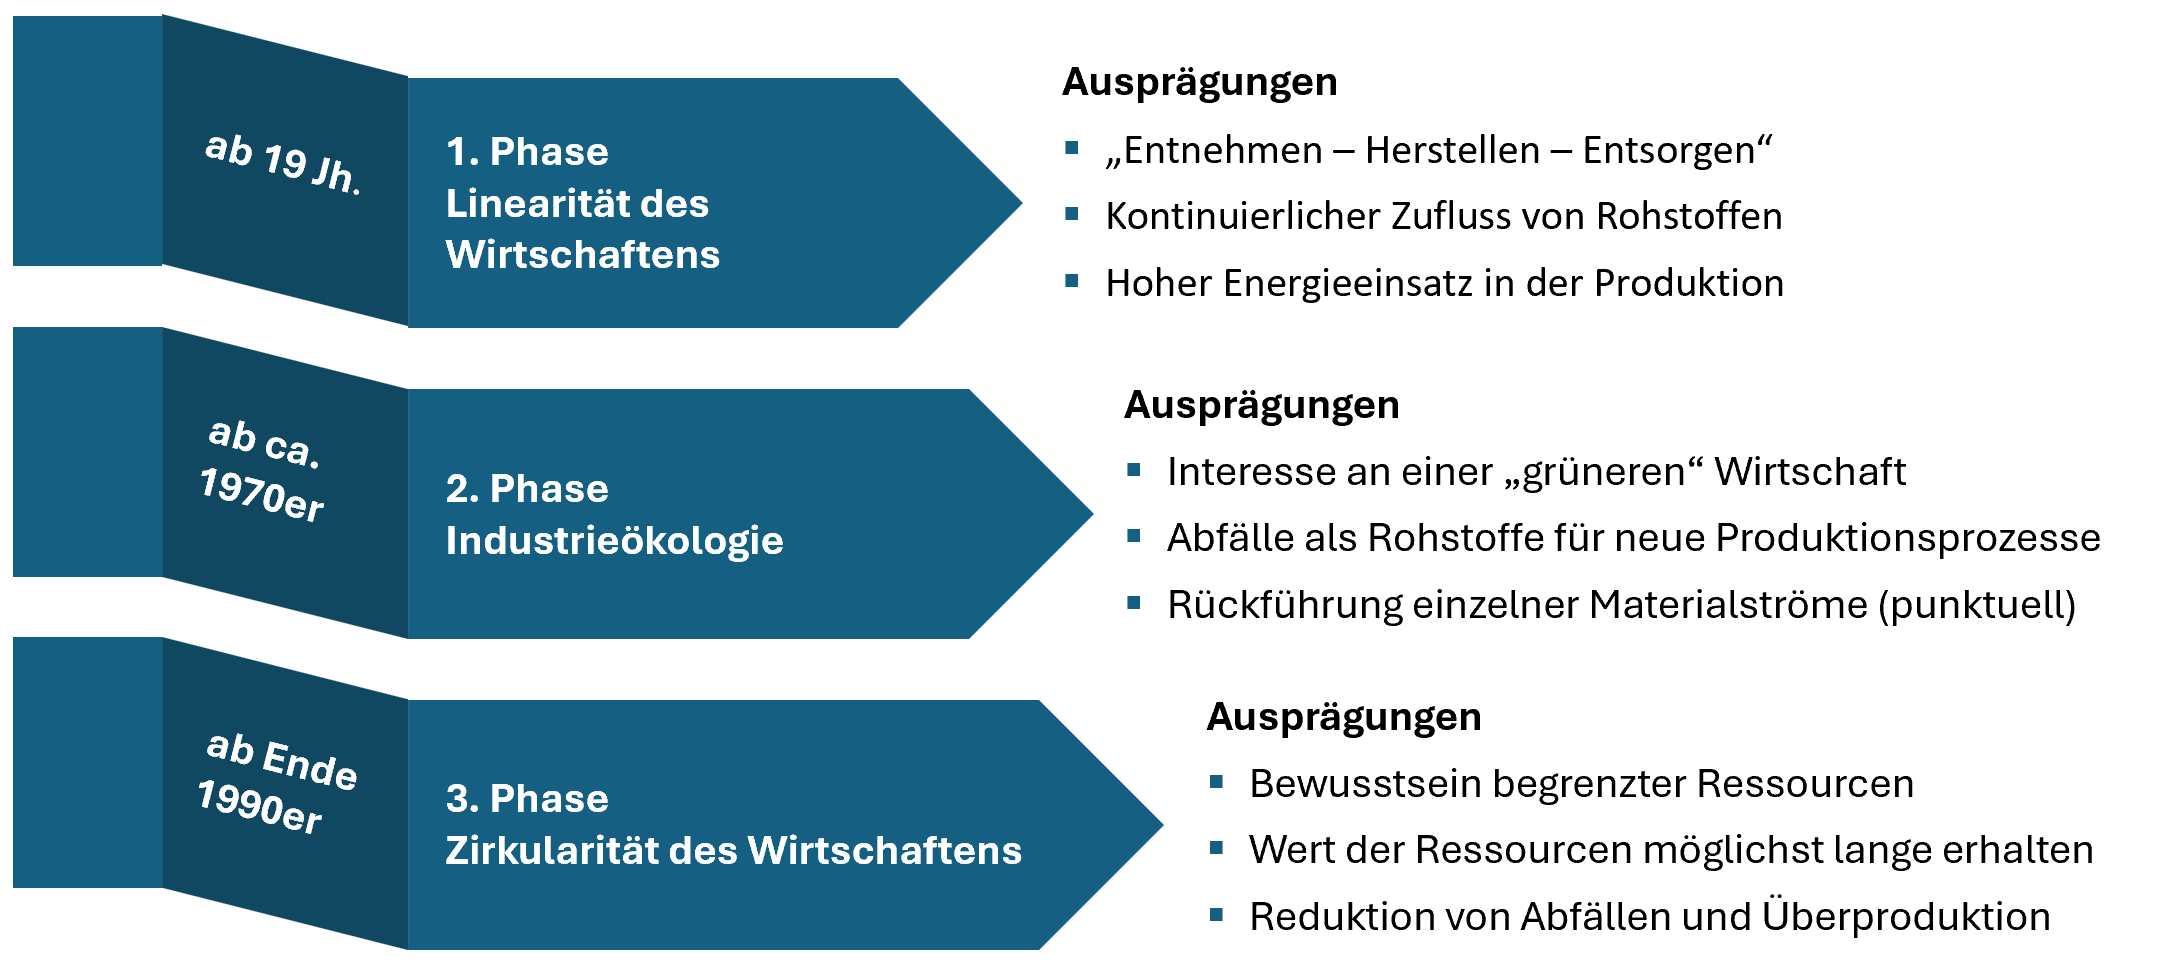 ab 19 Jh.
1. Phase
Linearität des
Wirtschaftens
Ausprägungen
▪ „Entnehmen – Herstellen – Entsorgen“
▪ Kontinuierlicher Zufluss von Rohstoffen
▪ Hoher Energieeinsatz in der Produktion
ab ca.
1970er
2. Phase
Industrieökologie
Ausprägungen
▪ Interesse an einer „grüneren“ Wirtschaft
▪ Abfälle als Rohstoffe für neue Produktionsprozesse
▪ Rückführung einzelner Materialströme (punktuell)
ab Ende
1990er
3. Phase
Zirkularität des Wirtschaftens
Ausprägungen
▪ Bewusstsein begrenzter Ressourcen
▪ Wert der Ressourcen möglichst lange erhalten
▪ Reduktion von Abfällen und Überproduktion